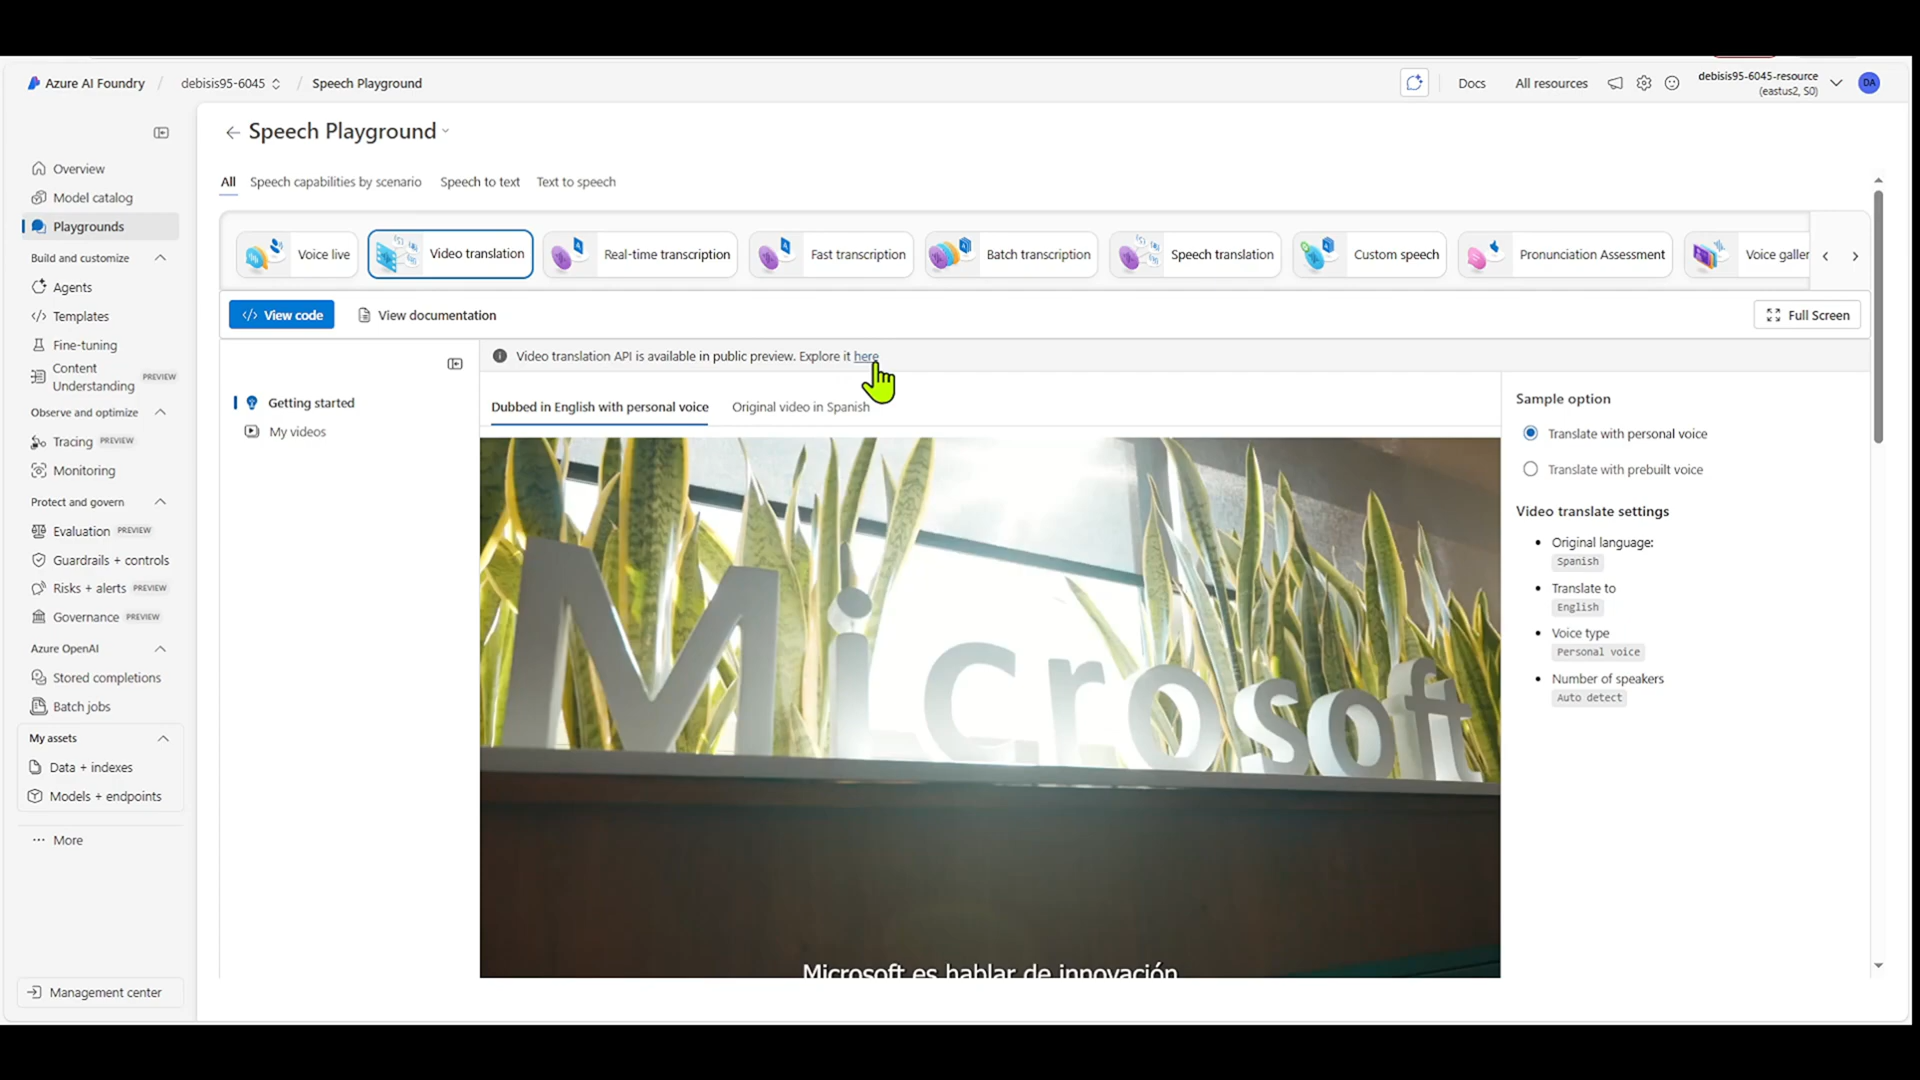 Azure AI Foundry / debisis95-6045 / Speech Playground
Docs
All resources
debisis95-6045-resource
(eastus2, S0)
DA
Speech Playground
All
Speech capabilities by scenario
Speech to text
Text to speech
Voice live
Video translation
Real-time transcription
Fast transcription
Batch transcription
Speech translation
Custom speech
Pronunciation Assessment
Voice galler
</> View code
View documentation
Full Screen
Overview
Model catalog
Playgrounds
Build and customize
Agents
Templates
Fine-tuning
Content
Understanding PREVIEW
Observe and optimize
Tracing PREVIEW
Monitoring
Protect and govern
Evaluation PREVIEW
Guardrails + controls
Risks + alerts PREVIEW
Governance PREVIEW
Azure OpenAI
Stored completions
Batch jobs
My assets
Data + indexes
Models + endpoints
More
Management center
Getting started
My videos
Video translation API is available in public preview. Explore it here
Dubbed in English with personal voice
Original video in Spanish
Microsoft
Microsoft es hablar de innovación
Sample option
Translate with personal voice
Translate with prebuilt voice
Video translate settings
Original language:
Spanish
Translate to
English
Voice type
Personal voice
Number of speakers
Auto detect